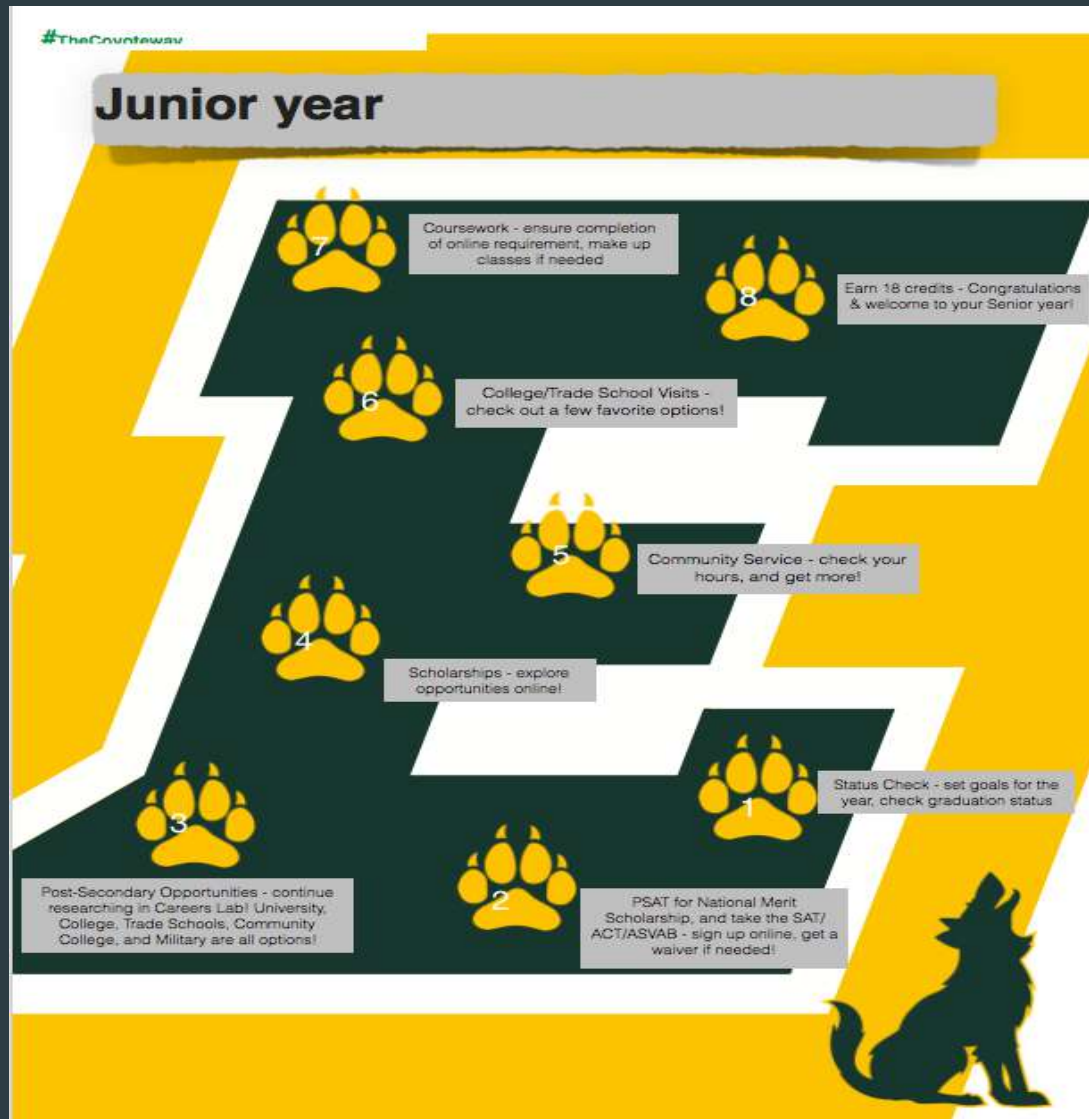 #TheCoyoteway
Junior year
7
Coursework - ensure completion
of online requirement, make up
classes if needed
8
Earn 18 credits - Congratulations
& welcome to your Senior year!
6
College/Trade School Visits -
check out a few favorite options!
5
Community Service - check your
hours, and get more!
4
Scholarships - explore
opportunities online!
1
Status Check - set goals for the
year, check graduation status
3
Post-Secondary Opportunities - continue
researching in Careers Lab! University,
College, Trade Schools, Community
College, and Military are all options!
2
PSAT for National Merit
Scholarship, and take the SAT/
ACT/ASVAB - sign up online, get a
waiver if needed!